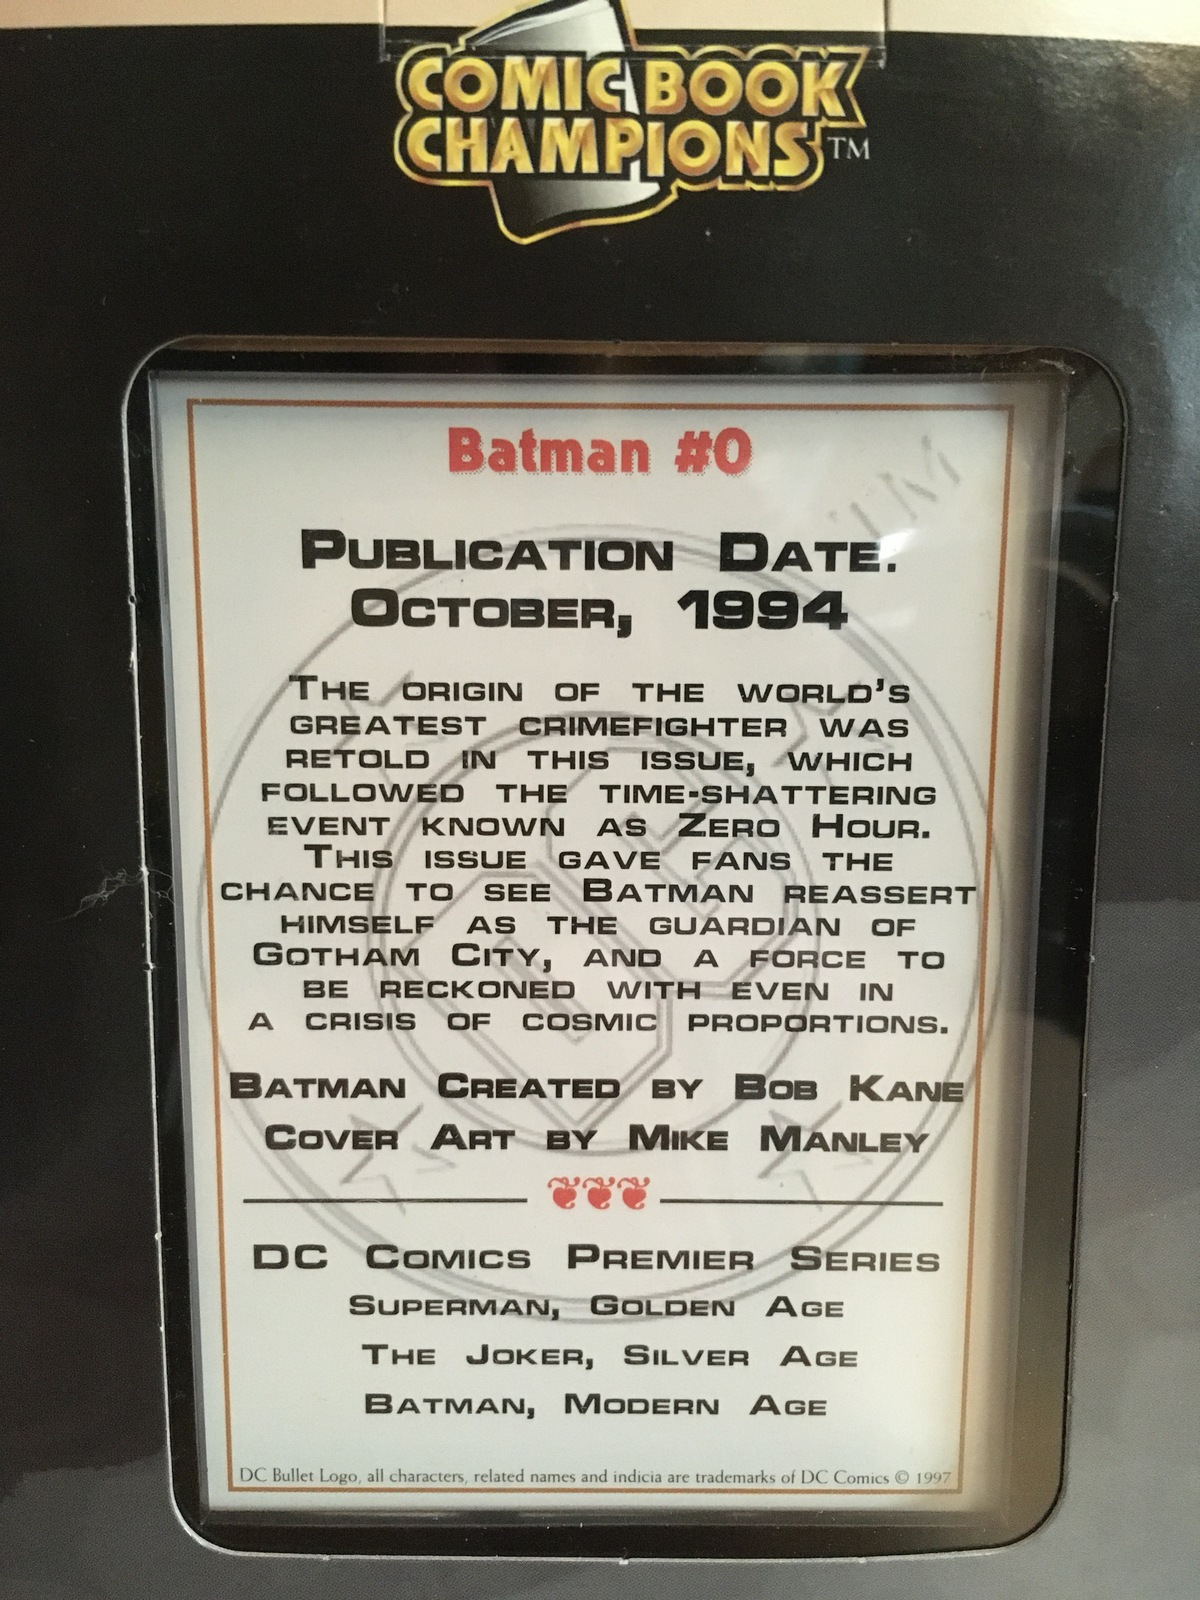 COMIC BOOK
CHAMPIONS™
Batman #0
PUBLICATION DATE.
OCTOBER, 1994
THE ORIGIN OF THE WORLD'S
GREATEST CRIMEFIGHTER WAS
RETOLD IN THIS ISSUE, WHICH
FOLLOWED THE TIME-SHATTERING
EVENT KNOWN AS ZERO HOUR.
THIS ISSUE GAVE FANS THE
CHANCE TO SEE BATMAN REASSERT
HIMSELF AS THE GUARDIAN OF
GOTHAM CITY, AND A FORCE TO
BE RECKONED WITH EVEN IN
A CRISIS OF COSMIC PROPORTIONS.
BATMAN CREATED BY BOB KANE
COVER ART BY MIKE MANLEY
DC COMICS PREMIER SERIES
SUPERMAN, GOLDEN AGE
THE JOKER, SILVER AGE
BATMAN, MODERN AGE
DC Bullet Logo, all characters, related names and indicia are trademarks of DC Comics © 1997
DC
TM